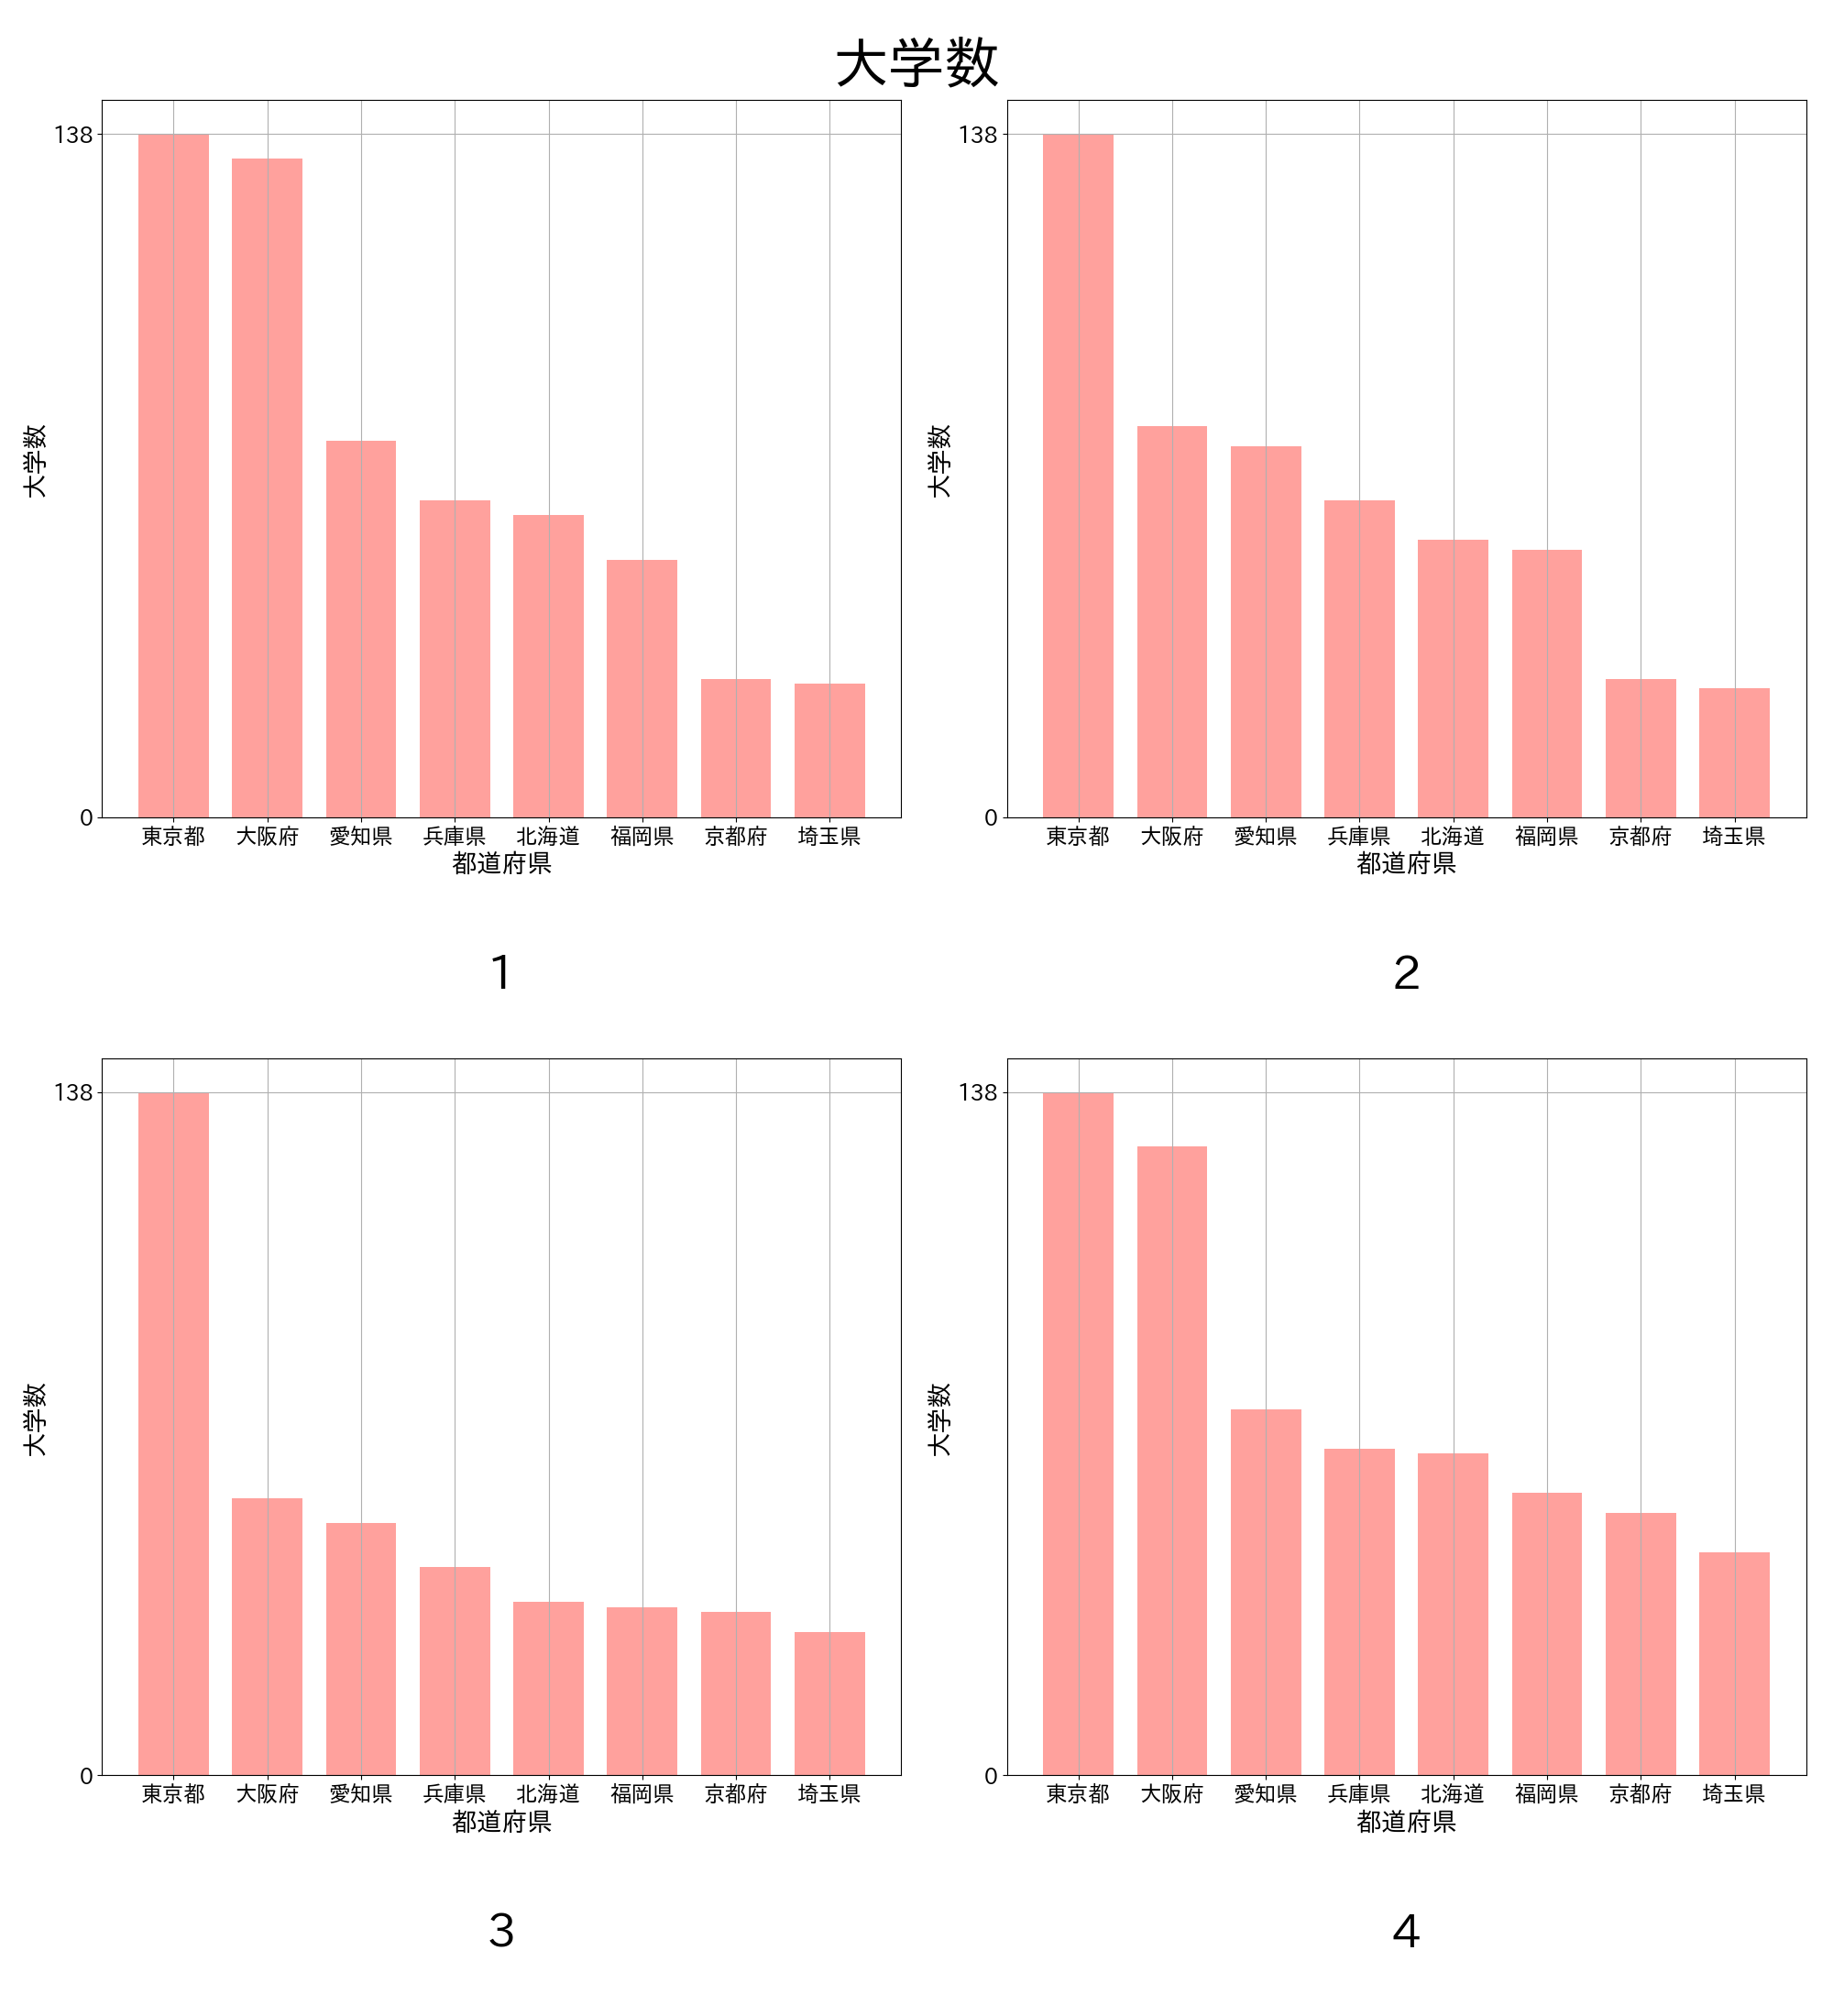 大学数
138
0
大学数
東京都 大阪府 愛知県 兵庫県 北海道 福岡県 京都府 埼玉県
都道府県
1
138
0
大学数
東京都 大阪府 愛知県 兵庫県 北海道 福岡県 京都府 埼玉県
都道府県
2
138
0
大学数
東京都 大阪府 愛知県 兵庫県 北海道 福岡県 京都府 埼玉県
都道府県
3
138
0
大学数
東京都 大阪府 愛知県 兵庫県 北海道 福岡県 京都府 埼玉県
都道府県
4